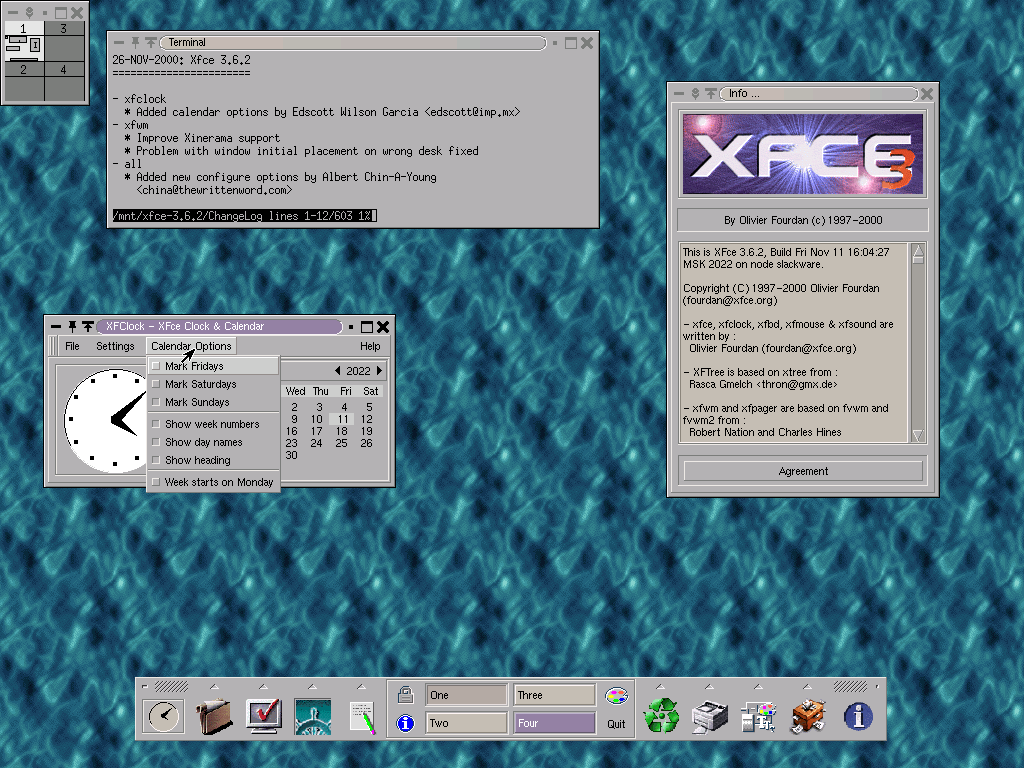 1 3
2 4
Terminal
26-NOV-2000: Xfce 3.6.2
=======================
- xfclock
* Added calendar options by Edscott Wilson Garcia <edscott@imp.mx>
- xfwm
* Improve Xinerama support
* Problem with window initial placement on wrong desk fixed
- all
* Added new configure options by Albert Chin-A-Young
<china@thewrittenword.com>
/mnt/xfce-3.6.2/ChangeLog lines 1-12/603 1%
Info ...
XFCE 3
By Olivier Fourdan (c) 1997-2000
This is XFce 3.6.2, Build Fri Nov 11 16:04:27
MSK 2022 on node slackware.
Copyright (C) 1997-2000 Olivier Fourdan
(fourdan@xfce.org)
- xfce, xfclock, xfbd, xfmouse & xfsound are
written by :
Olivier Fourdan (fourdan@xfce.org)
- XFTree is based on xtree from :
Rasca Gmelch <thron@gmx.de>
- xfwm and xfpager are based on fvwm and
fvwm2 from :
Robert Nation and Charles Hines
Agreement
XFClock - XFce Clock & Calendar
File Settings Calendar Options Help
Mark Fridays
Mark Saturdays
Mark Sundays
Show week numbers
Show day names
Show heading
Week starts on Monday
2022
Wed Thu Fri Sat
2 3 4 5
9 10 11 12
16 17 18 19
23 24 25 26
30
One Three
Two Four Quit